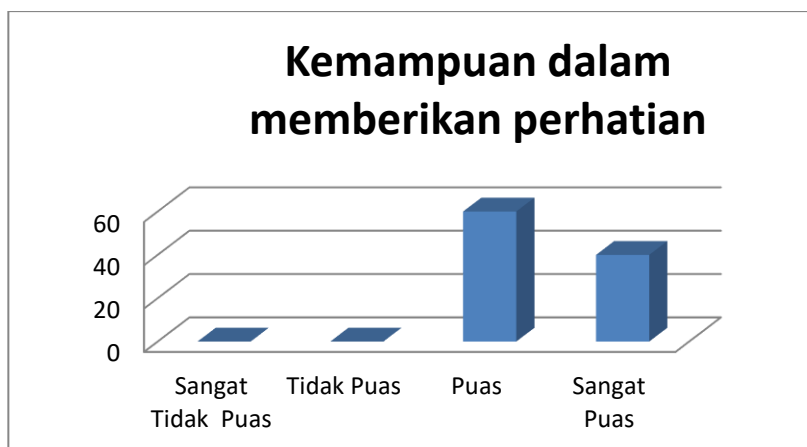 Kemampuan dalam
memberikan perhatian
60
40
20
0
Sangat
Tidak  Puas
Tidak Puas
Puas
Sangat
Puas